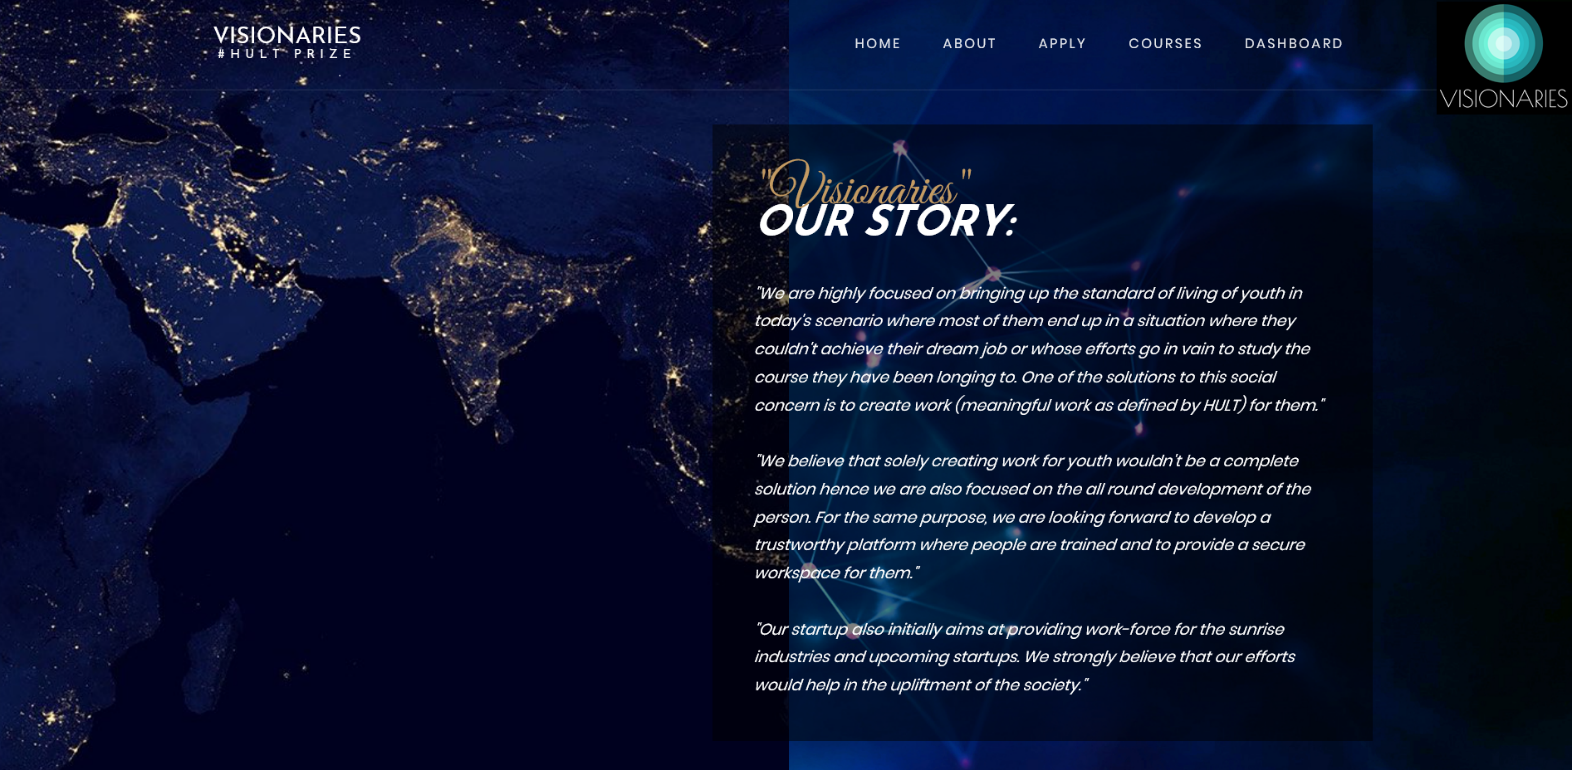 VISIONARIES
#HULT PRIZE
HOME ABOUT APPLY COURSES DASHBOARD
VISIONARIES
"Visionaries"
OUR STORY:
"We are highly focused on bringing up the standard of living of youth in
today's scenario where most of them end up in a situation where they
couldn't achieve their dream job or whose efforts go in vain to study the
course they have been longing to. One of the solutions to this social
concern is to create work (meaningful work as defined by HULT) for them."
"We believe that solely creating work for youth wouldn't be a complete
solution hence we are also focused on the all round development of the
person. For the same purpose, we are looking forward to develop a
trustworthy platform where people are trained and to provide a secure
workspace for them."
"Our startup also initially aims at providing work-force for the sunrise
industries and upcoming startups. We strongly believe that our efforts
would help in the upliftment of the society."